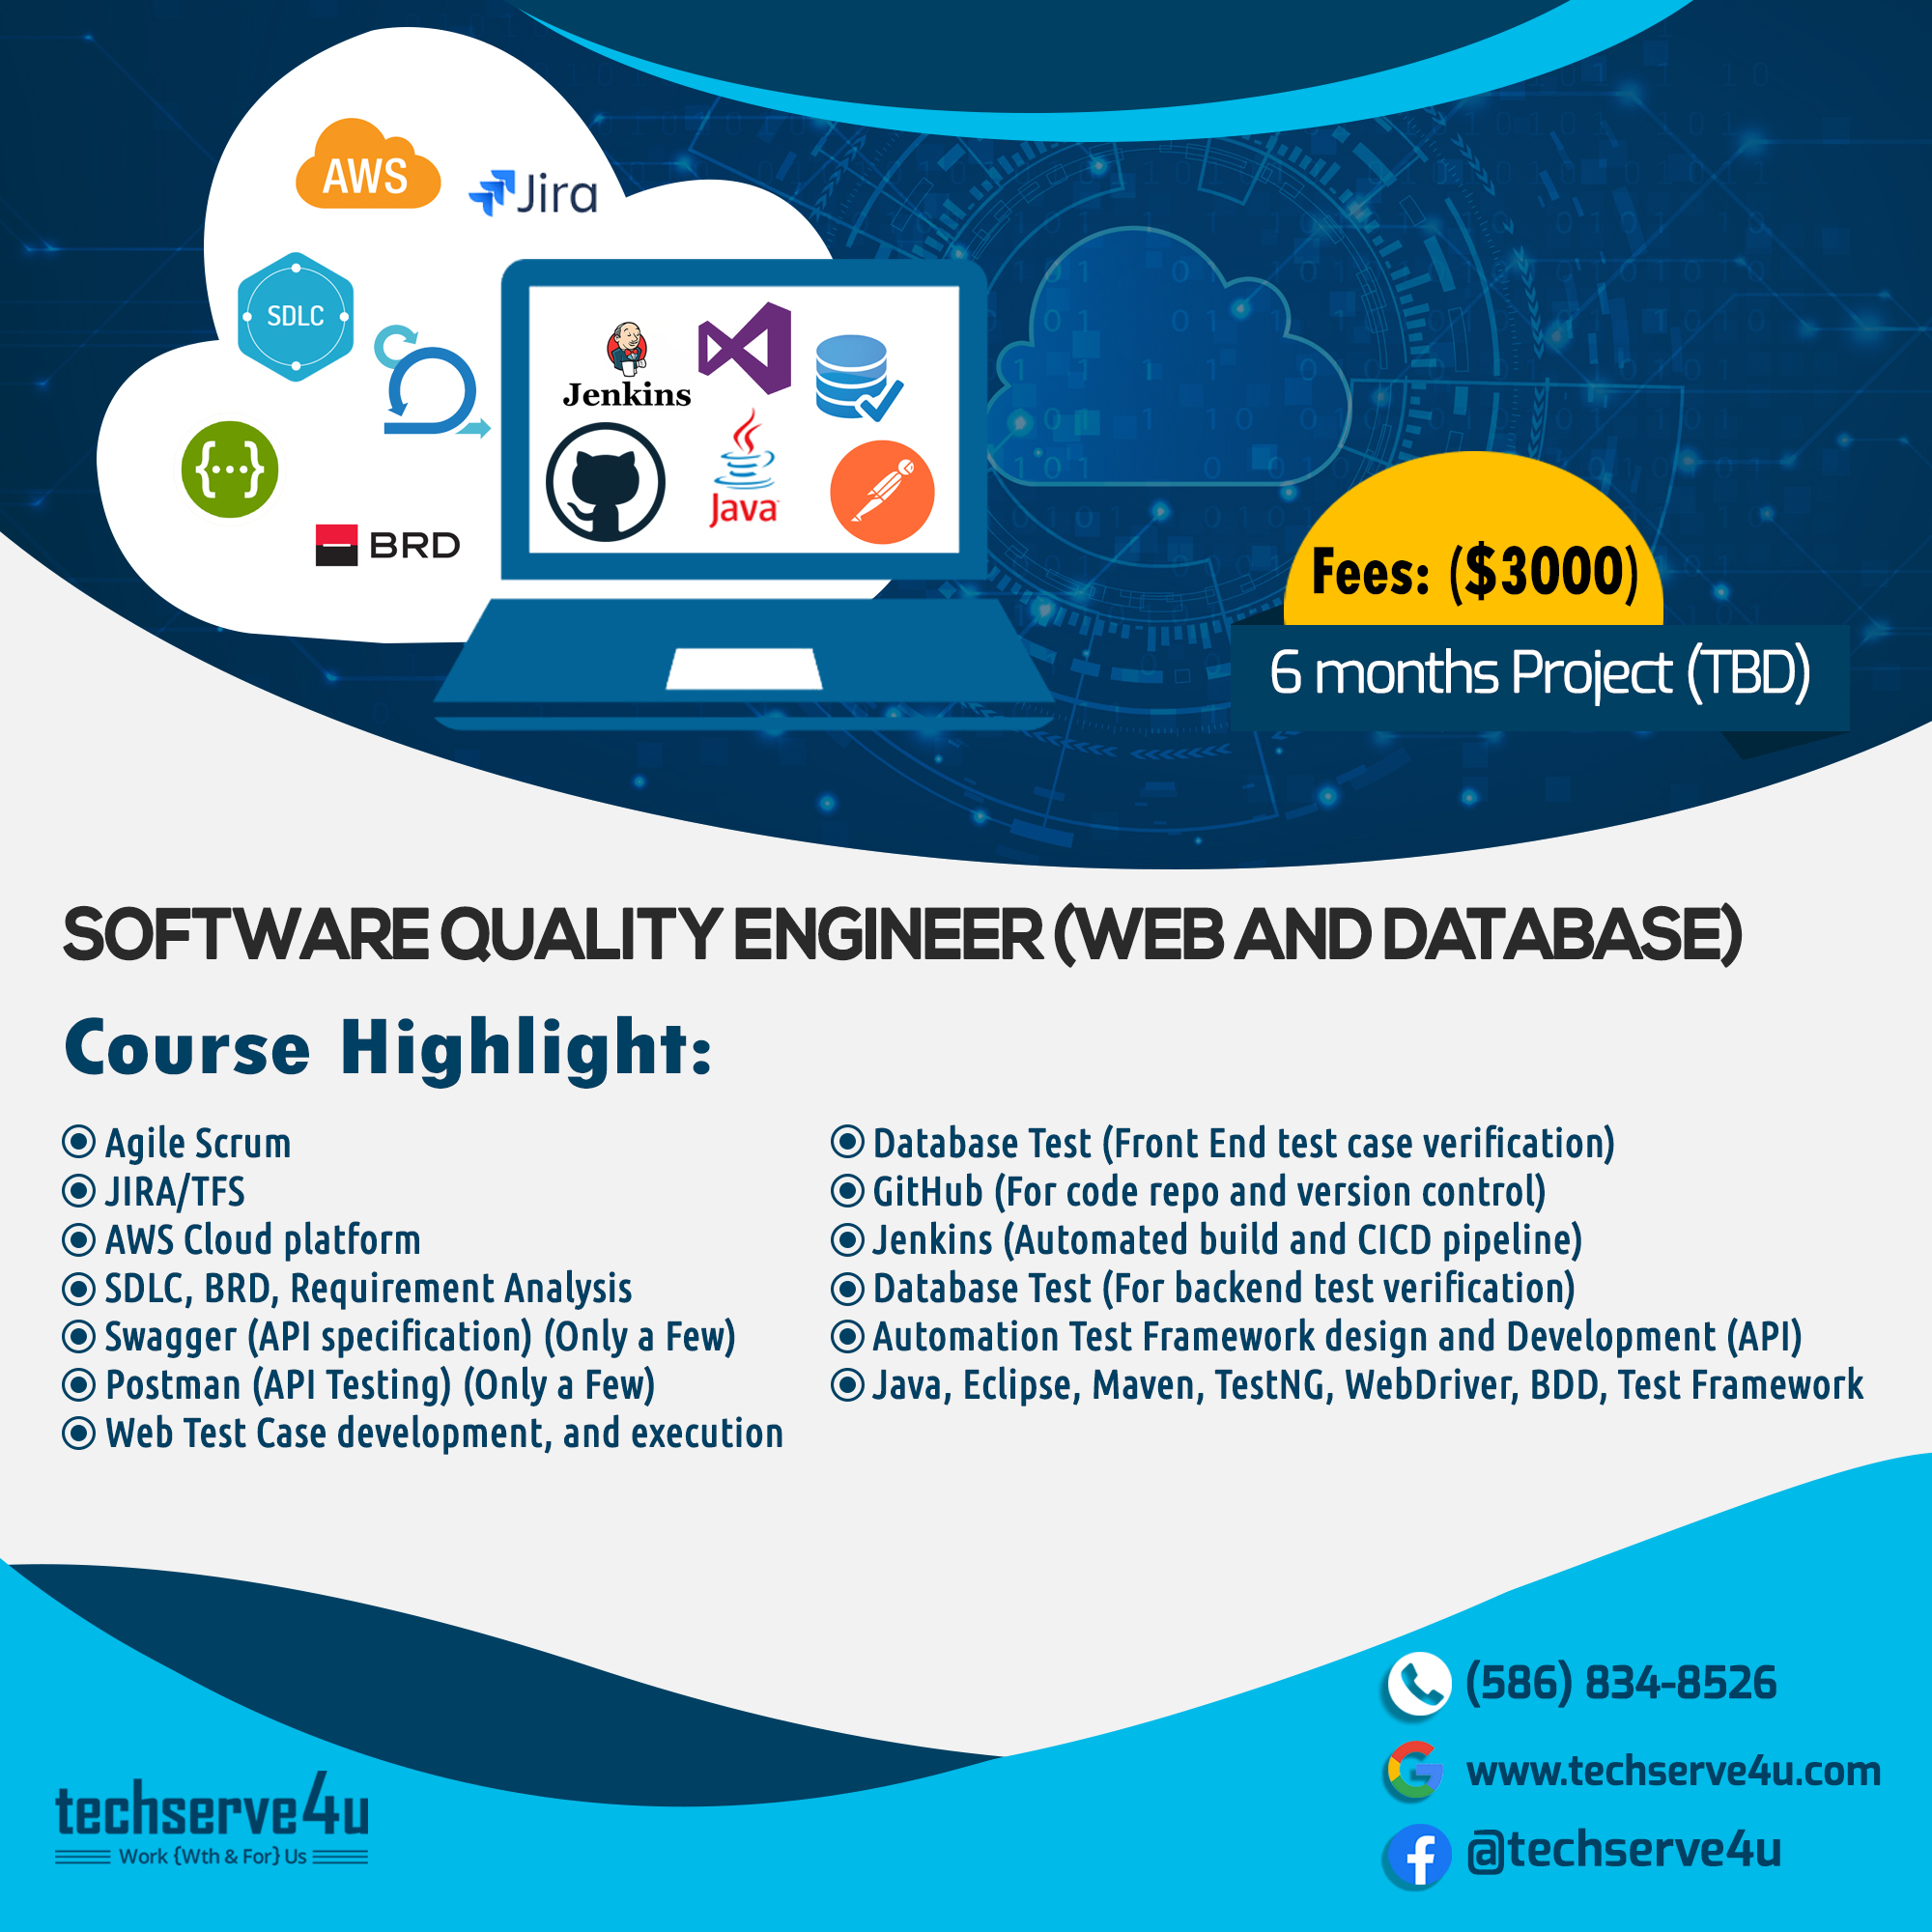 AWS
Jira
SDLC
Jenkins
{···}
Java
BRD
Fees: ($3000)
6 months Project (TBD)
SOFTWARE QUALITY ENGINEER (WEB AND DATABASE)
Course Highlight:
Agile Scrum
JIRA/TFS
AWS Cloud platform
SDLC, BRD, Requirement Analysis
Swagger (API specification) (Only a Few)
Postman (API Testing) (Only a Few)
Web Test Case development, and execution
Database Test (Front End test case verification)
GitHub (For code repo and version control)
Jenkins (Automated build and CICD pipeline)
Database Test (For backend test verification)
Automation Test Framework design and Development (API)
Java, Eclipse, Maven, TestNG, WebDriver, BDD, Test Framework
(586) 834-8526
www.techserve4u.com
@techserve4u
techserve4u
Work {Wth & For} Us